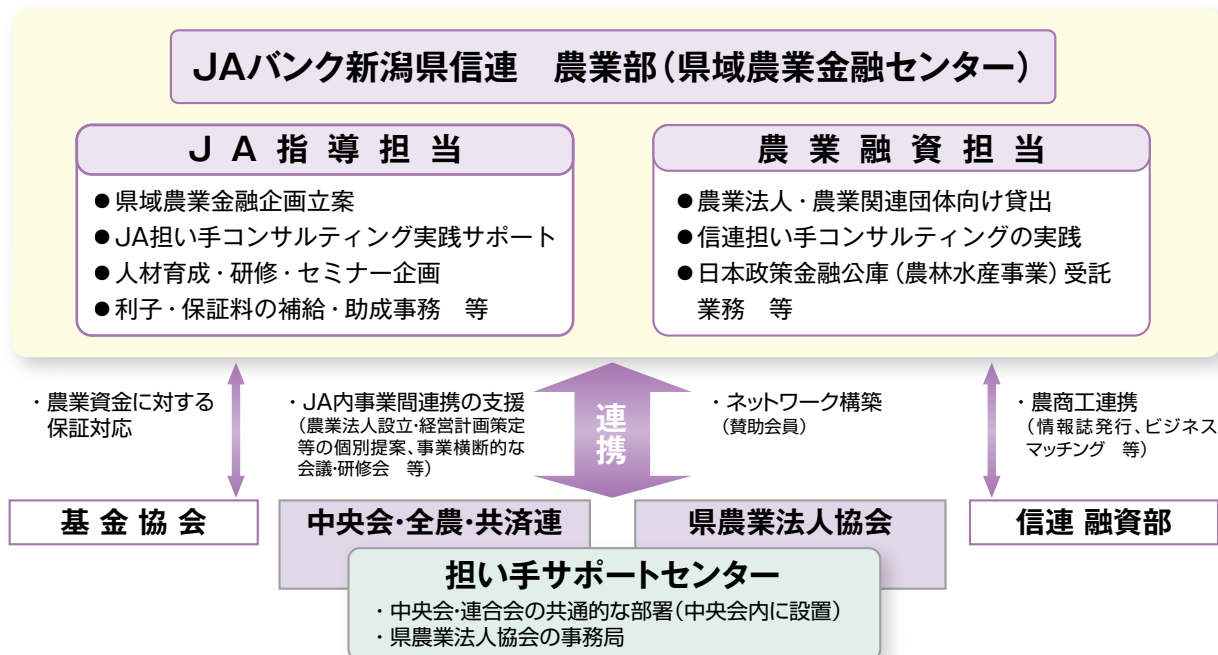 JAバンク新潟県信連　農業部（県域農業金融センター）
JA指導担当
●県域農業金融企画立案
●JA担い手コンサルティング実践サポート
●人材育成・研修・セミナー企画
●利子・保証料の補給・助成事務　等
農業融資担当
●農業法人・農業関連団体向け貸出
●信連担い手コンサルティングの実践
●日本政策金融公庫（農林水産事業）受託
業務　等
・農業資金に対する
保証対応
・JA内事業間連携の支援
（農業法人設立・経営計画策定
等の個別提案、事業横断的な
会議・研修会　等）
連携
・ネットワーク構築
（賛助会員）
・農商工連携
（情報誌発行、ビジネス
マッチング　等）
基金協会
中央会・全農・共済連
県農業法人協会
信連 融資部
担い手サポートセンター
・中央会・連合会の共通的な部署（中央会内に設置）
・県農業法人協会の事務局